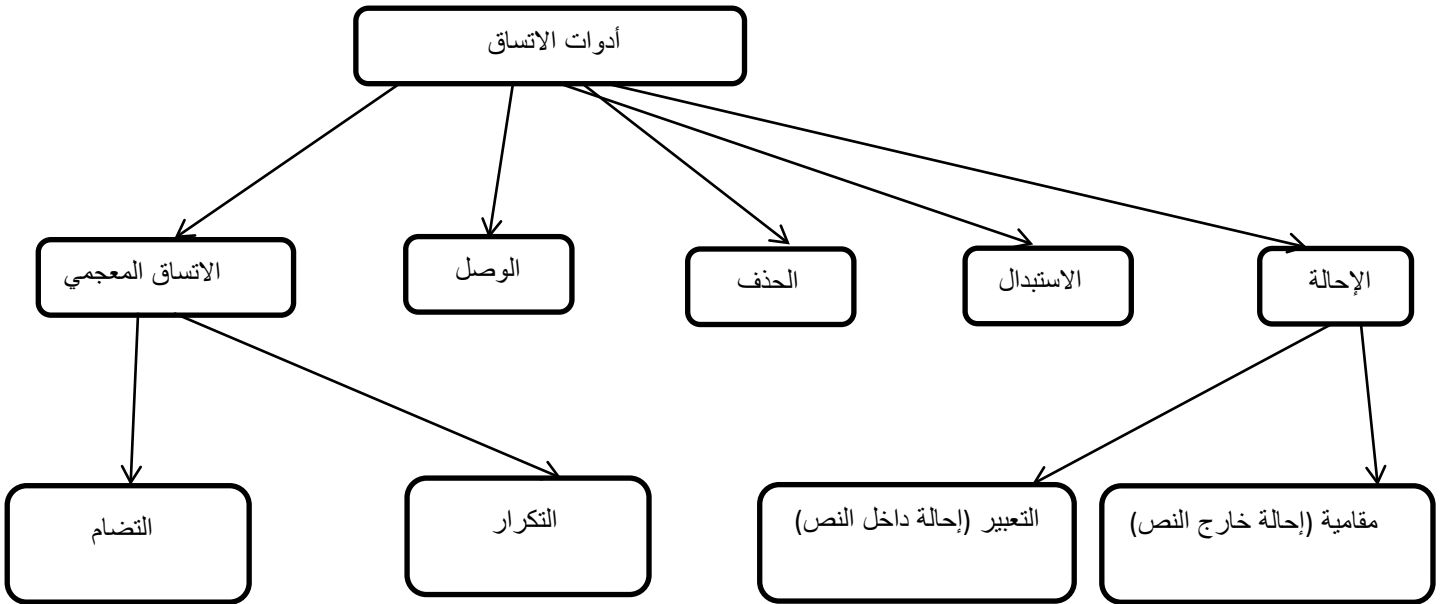 أدوات الاتساق
الإحالة
الاستبدال
الحذف
الوصل
الاتساق المعجمي
مقامية (إحالة خارج النص)
التعبير (إحالة داخل النص)
التكرار
التضام